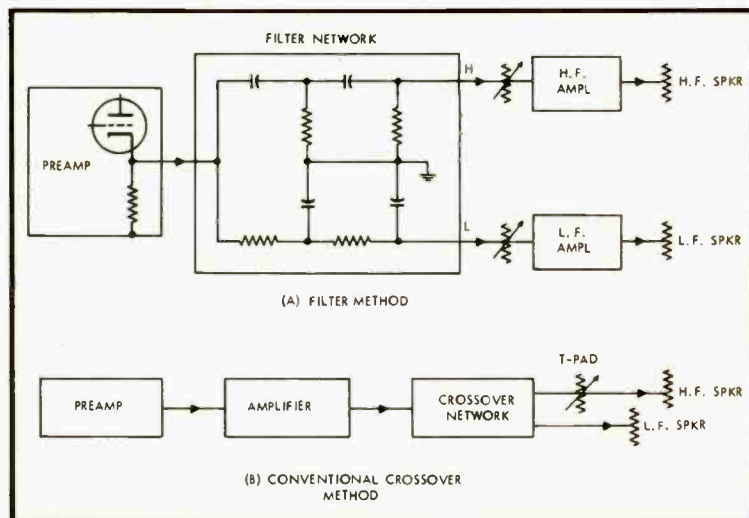 FILTER NETWORK
H
H.F.
AMPL
H.F. SPKR
PREAMP
L
L.F.
AMPL
L.F. SPKR
(A) FILTER METHOD
T-PAD
PREAMP
AMPLIFIER
CROSSOVER
NETWORK
H.F. SPKR
L.F. SPKR
(B) CONVENTIONAL CROSSOVER
METHOD